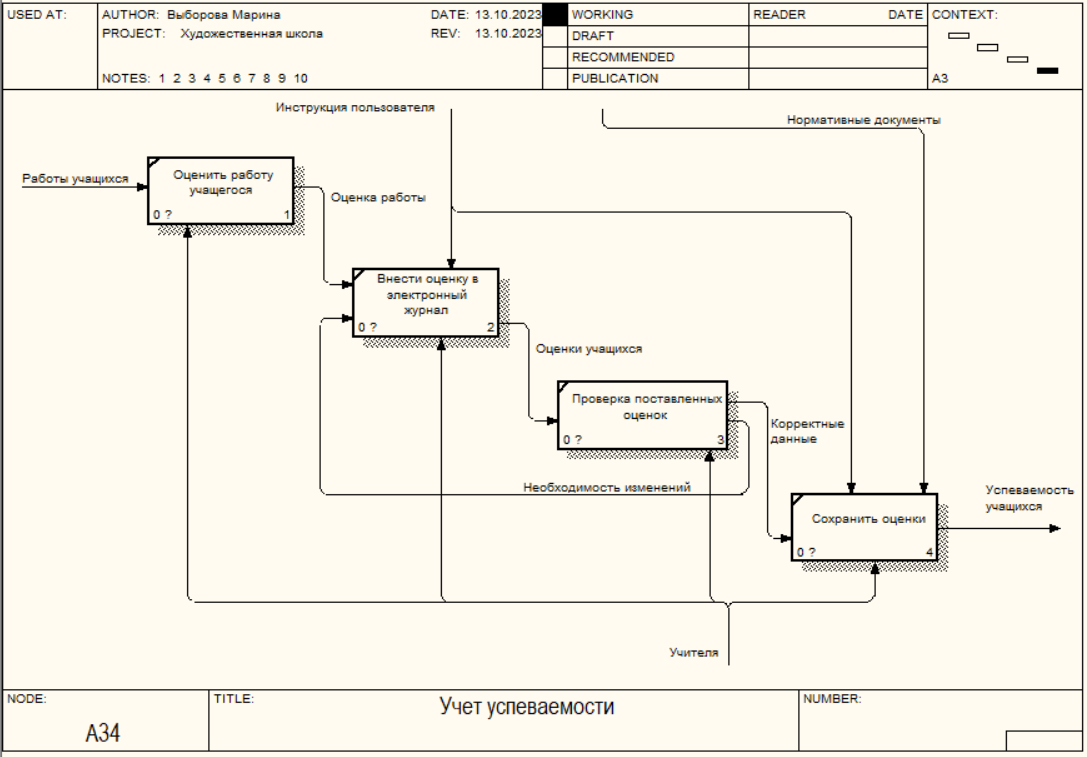 USED AT:
AUTHOR: Выборова Марина
DATE: 13.10.2023
WORKING
READER
DATE
CONTEXT:
PROJECT: Художественная школа
REV: 13.10.2023
DRAFT
RECOMMENDED
NOTES: 1 2 3 4 5 6 7 8 9 10
PUBLICATION
A3
Инструкция пользователя
Нормативные документы
Работы учащихся
Оценить работу
учащегося
0 ?
1
Оценка работы
Внести оценку в
электронный
журнал
0 ?
2
Оценки учащихся
Проверка поставленных
оценок
0 ?
3
Корректные
данные
Необходимость изменений
Сохранить оценки
0 ?
4
Успеваемость
учащихся
Учителя
NODE:
A34
TITLE:
Учет успеваемости
NUMBER: